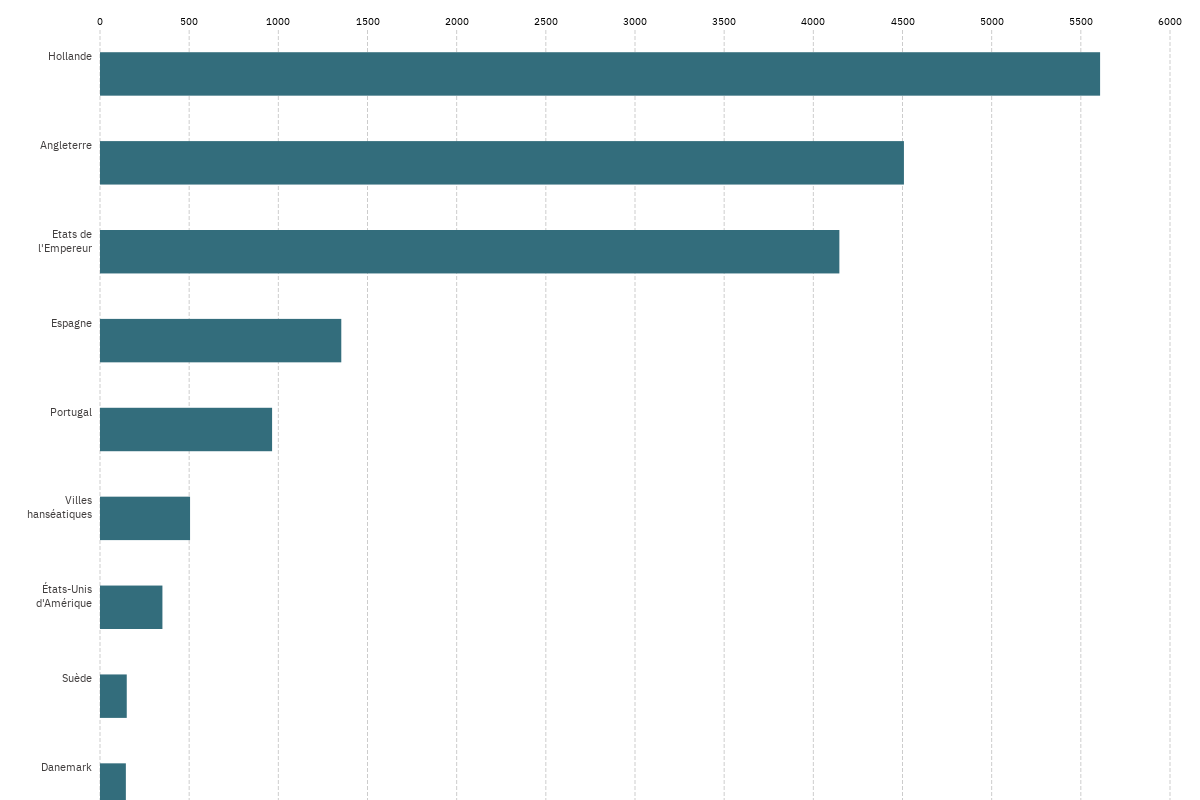 0 500 1000 1500 2000 2500 3000 3500 4000 4500 5000 5500 6000
Hollande
Angleterre
Etats de
l'Empereur
Espagne
Portugal
Villes
hanséatiques
États-Unis
d'Amérique
Suède
Danemark